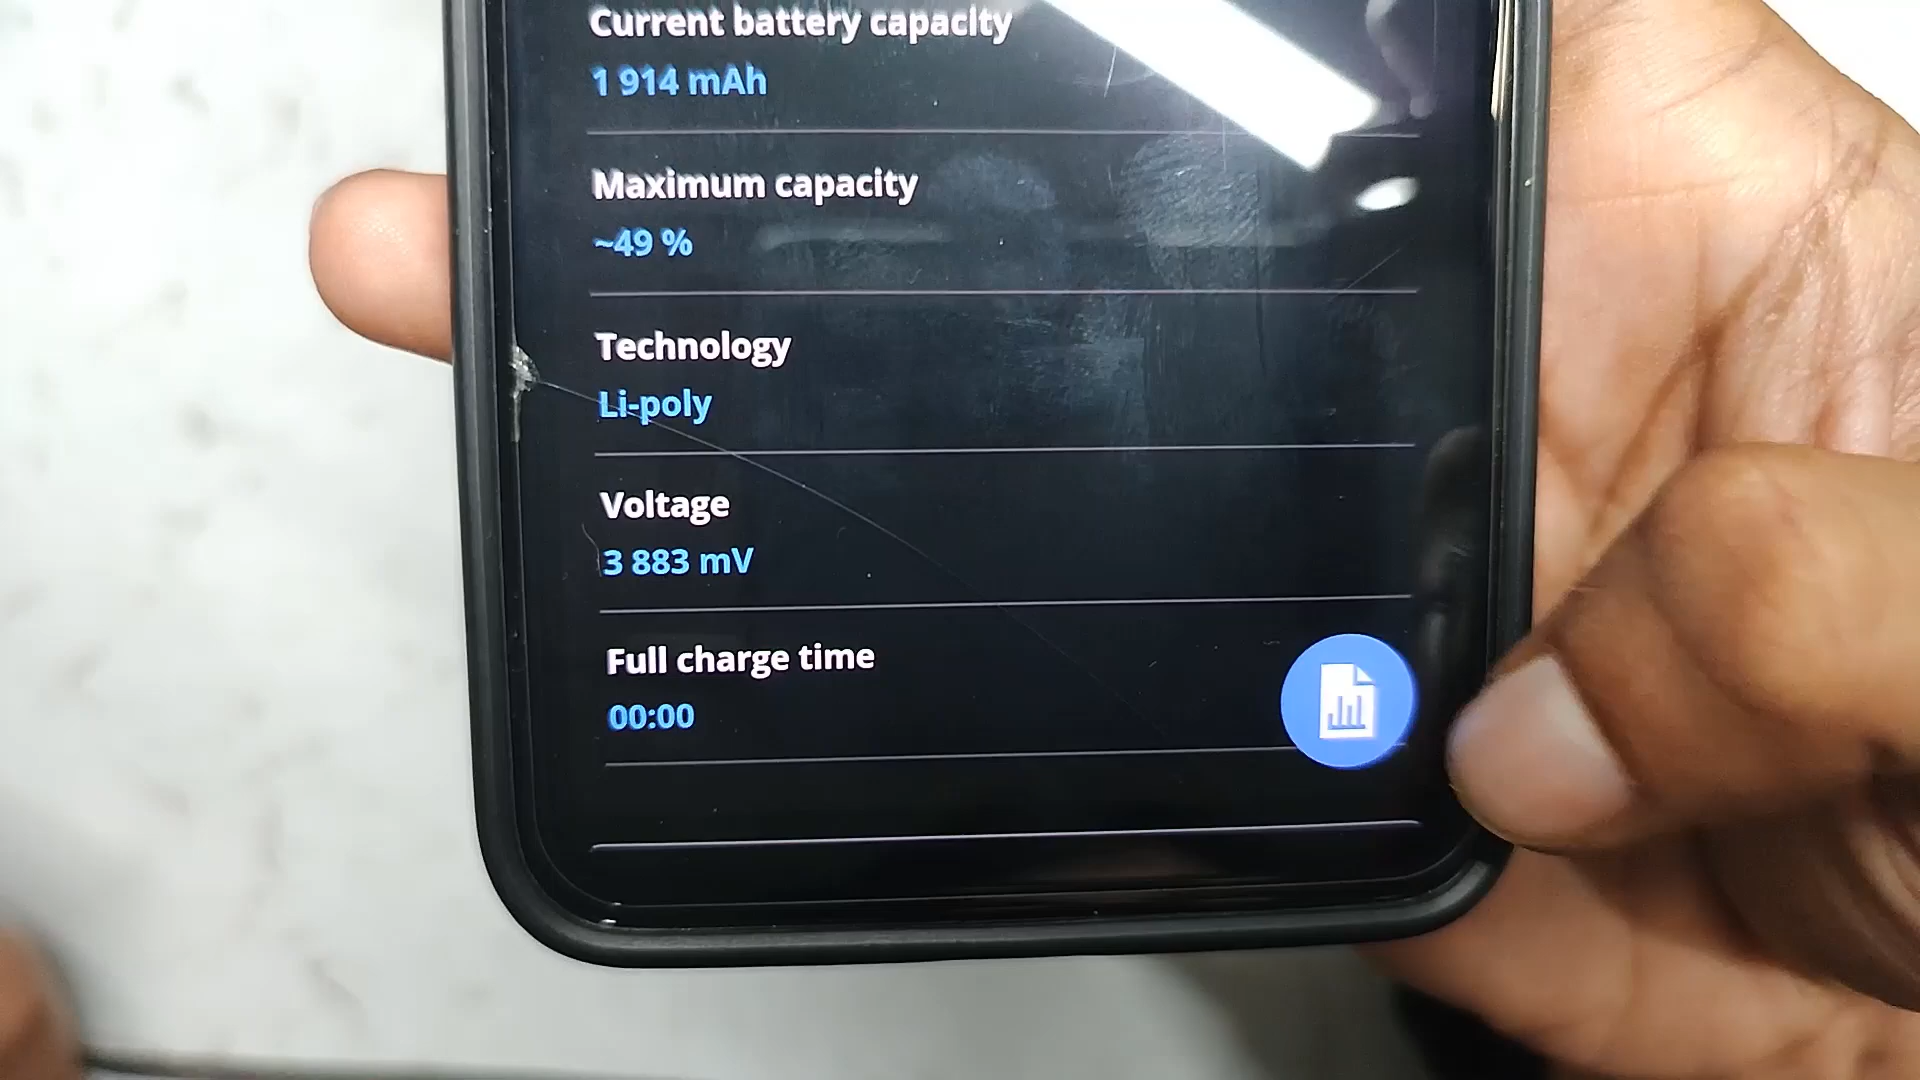 Current battery capacity
1 914 mAh
Maximum capacity
~49 %
Technology
Li-poly
Voltage
3 883 mV
Full charge time
00:00